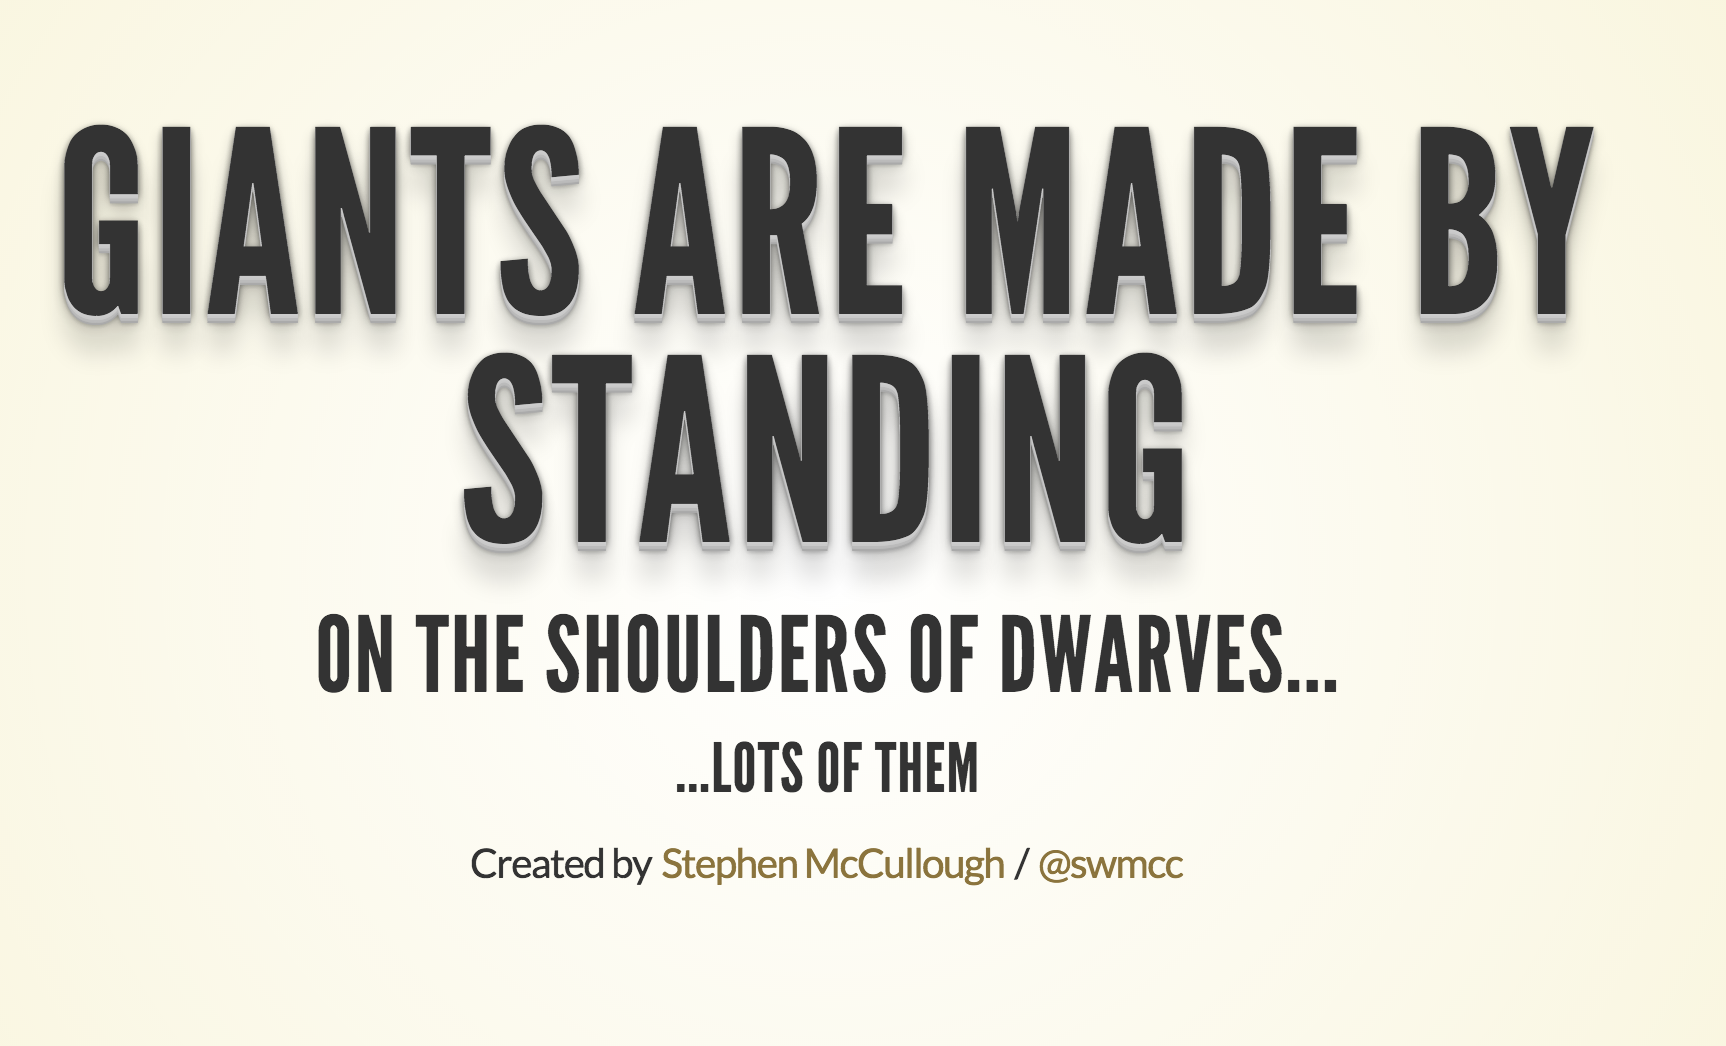 GIANTS ARE MADE BY
STANDING
ON THE SHOULDERS OF DWARVES...
...LOTS OF THEM
Created by Stephen McCullough / @swmcc